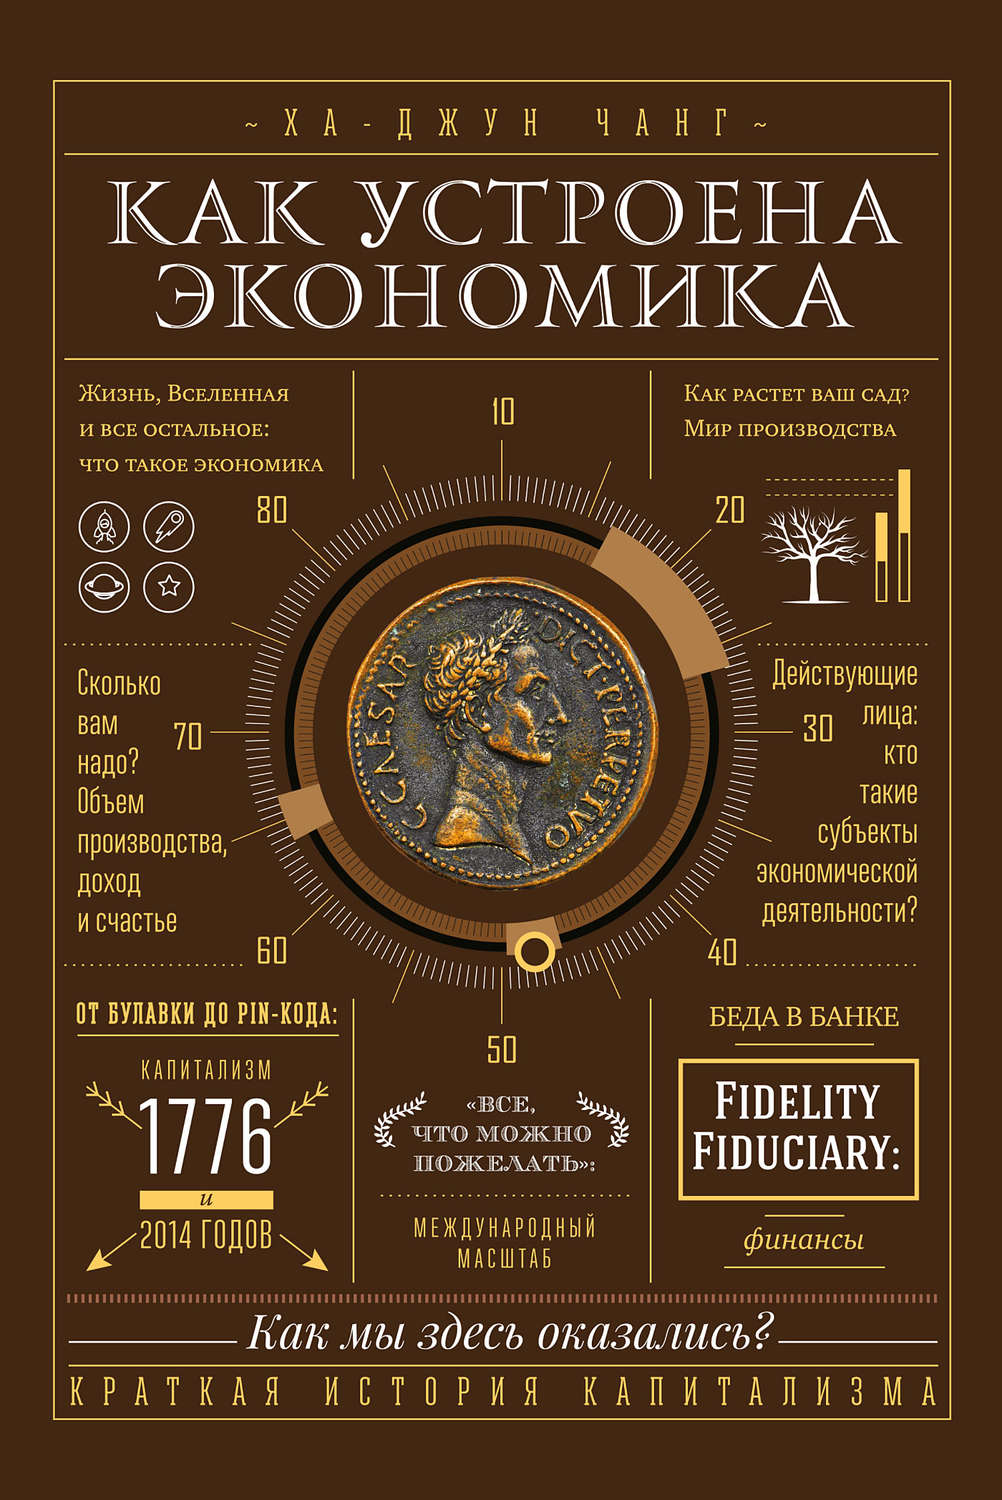 ~ ХА-ДЖУН ЧАНГ ~
КАК УСТРОЕНА
ЭКОНОМИКА
Жизнь, Вселенная
и все остальное:
что такое экономика
10
Как растет ваш сад?
Мир производства
80
20
Сколько
вам
надо?
Объем
производства,
доход
и счастье
70
C CAESAR DICT PERPETVO
30
Действующие
лица:
кто
такие
субъекты
экономической
деятельности?
60
40
50
ОТ БУЛАВКИ ДО PIN-КОДА:
КАПИТАЛИЗМ
1776
и
2014 ГОДОВ
«ВСЕ,
ЧТО МОЖНО
ПОЖЕЛАТЬ»:
МЕЖДУНАРОДНЫЙ
МАСШТАБ
БЕДА В БАНКЕ
Fidelity
Fiduciary:
финансы
Как мы здесь оказались?
КРАТКАЯ ИСТОРИЯ КАПИТАЛИЗМА